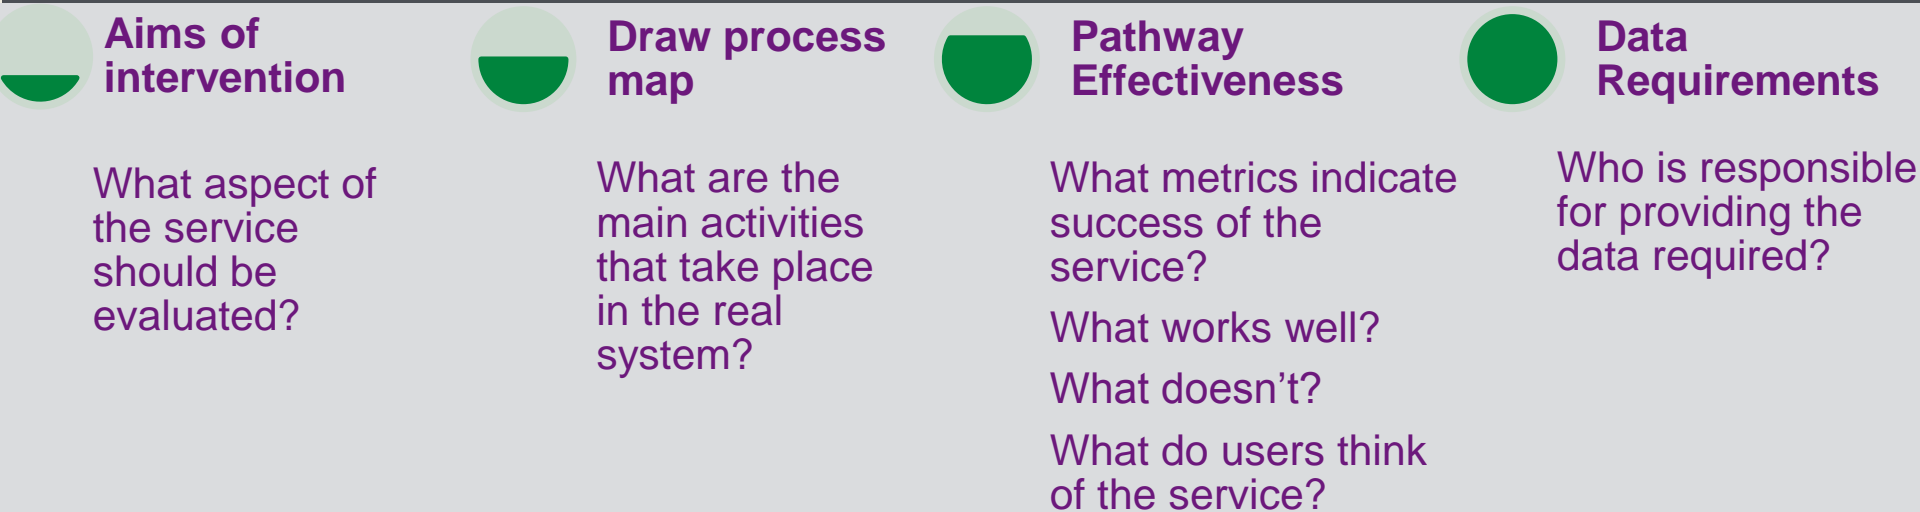 Aims of
intervention
What aspect of
the service
should be
evaluated?
Draw process
map
What are the
main activities
that take place
in the real
system?
Pathway
Effectiveness
What metrics indicate
success of the
service?
What works well?
What doesn’t?
What do users think
of the service?
Data
Requirements
Who is responsible
for providing the
data required?